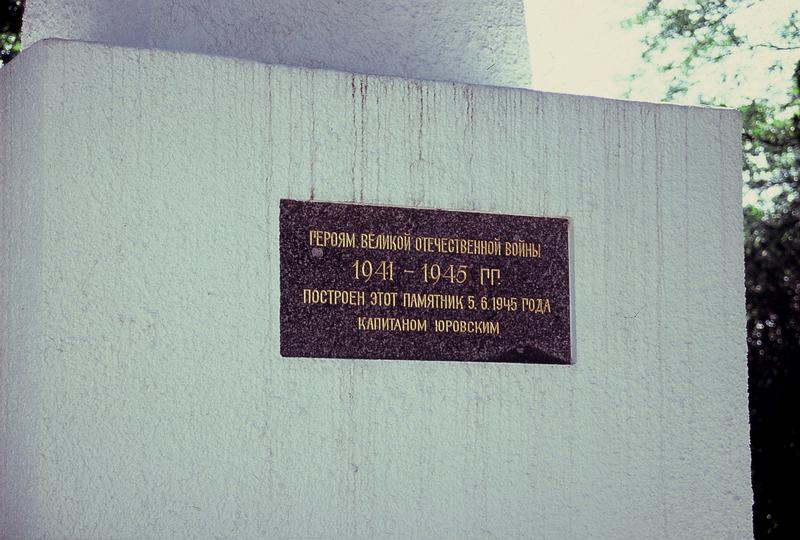 ГЕРОЯМ ВЕЛИКОЙ ОТЕЧЕСТВЕННОЙ ВОЙНЫ
1941 - 1945 ГГ.
ПОСТРОЕН ЭТОТ ПАМЯТНИК 5.6.1945 ГОДА
КАПИТАНОМ ЮРОВСКИМ